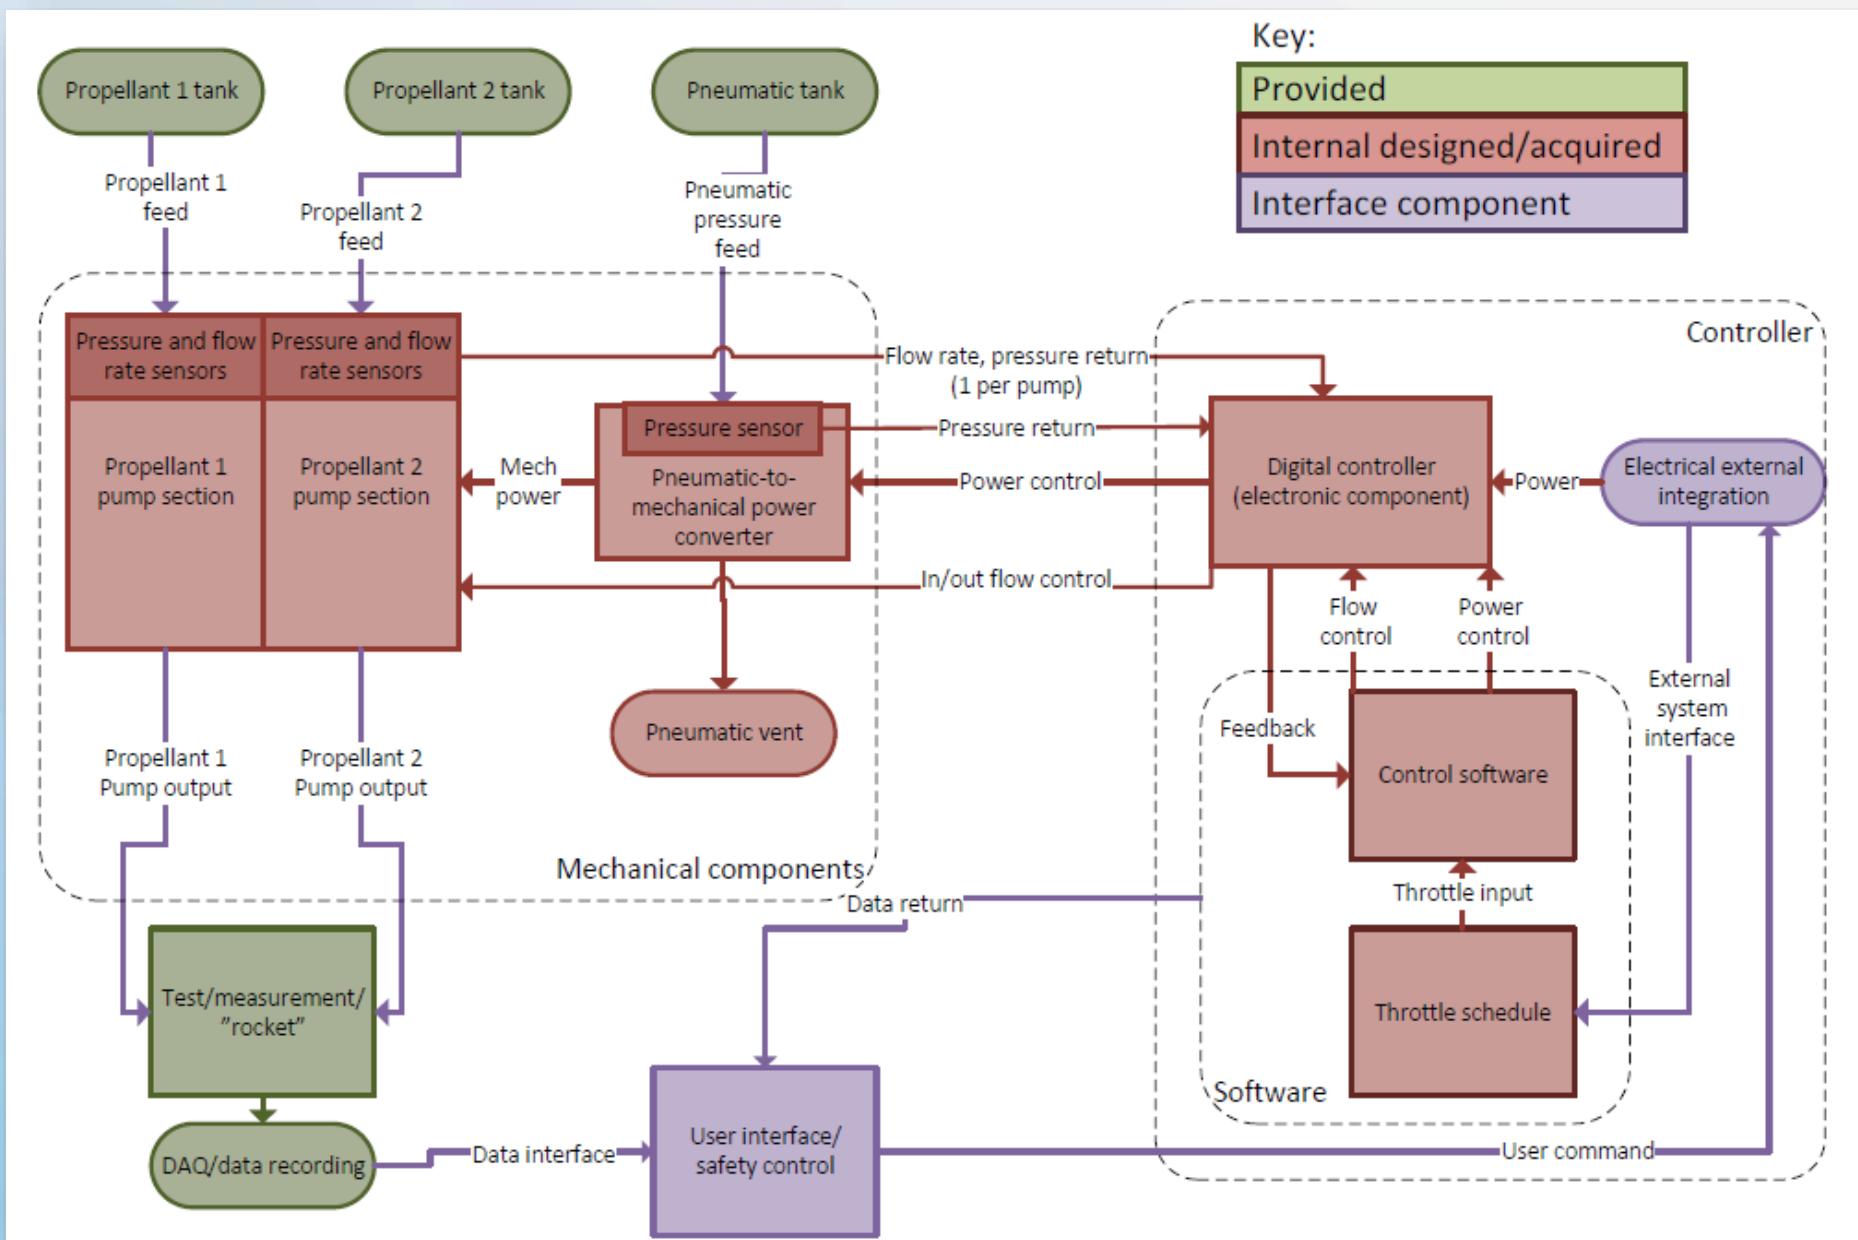 Key:
Provided
Internal designed/acquired
Interface component
Propellant 1 tank
Propellant 2 tank
Pneumatic tank
Propellant 1
feed
Propellant 2
feed
Pneumatic
pressure
feed
Controller
Pressure and flow
rate sensors
Pressure and flow
rate sensors
Flow rate, pressure return
(1 per pump)
Pressure sensor
Pressure return
Propellant 1
pump section
Propellant 2
pump section
Mech
power
Pneumatic-to-
mechanical power
converter
Power control
Digital controller
(electronic component)
Power
Electrical external
integration
In/out flow control
Flow
control
Power
control
Pneumatic vent
Feedback
External
system
interface
Propellant 1
Pump output
Propellant 2
Pump output
Control software
Mechanical components
Data return
Throttle input
Test/measurement/
”rocket”
Throttle schedule
Software
DAQ/data recording
Data interface
User interface/
safety control
User command